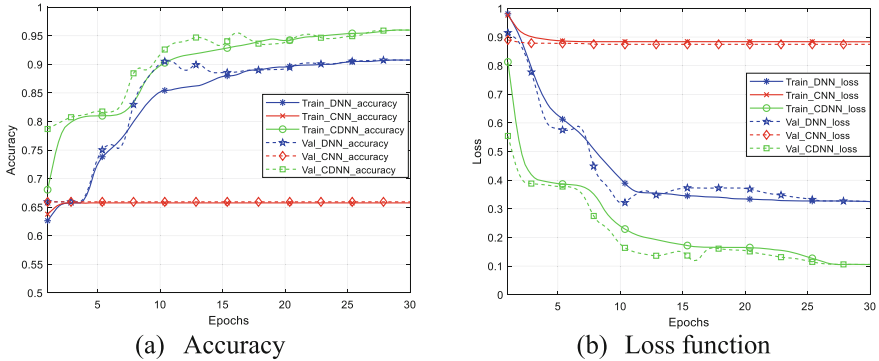 1
0.95
0.9
0.85
0.8
0.75
0.7
0.65
0.6
0.55
0.5
Accuracy
5 10 15 20 25 30
Epochs
Train_DNN_accuracy
Train_CNN_accuracy
Train_CDNN_accuracy
Val_DNN_accuracy
Val_CNN_accuracy
Val_CDNN_accuracy
(a) Accuracy
1
0.9
0.8
0.7
0.6
0.5
0.4
0.3
0.2
0.1
0
Loss
5 10 15 20 25 30
Epochs
Train_DNN_loss
Train_CNN_loss
Train_CDNN_loss
Val_DNN_loss
Val_CNN_loss
Val_CDNN_loss
(b) Loss function